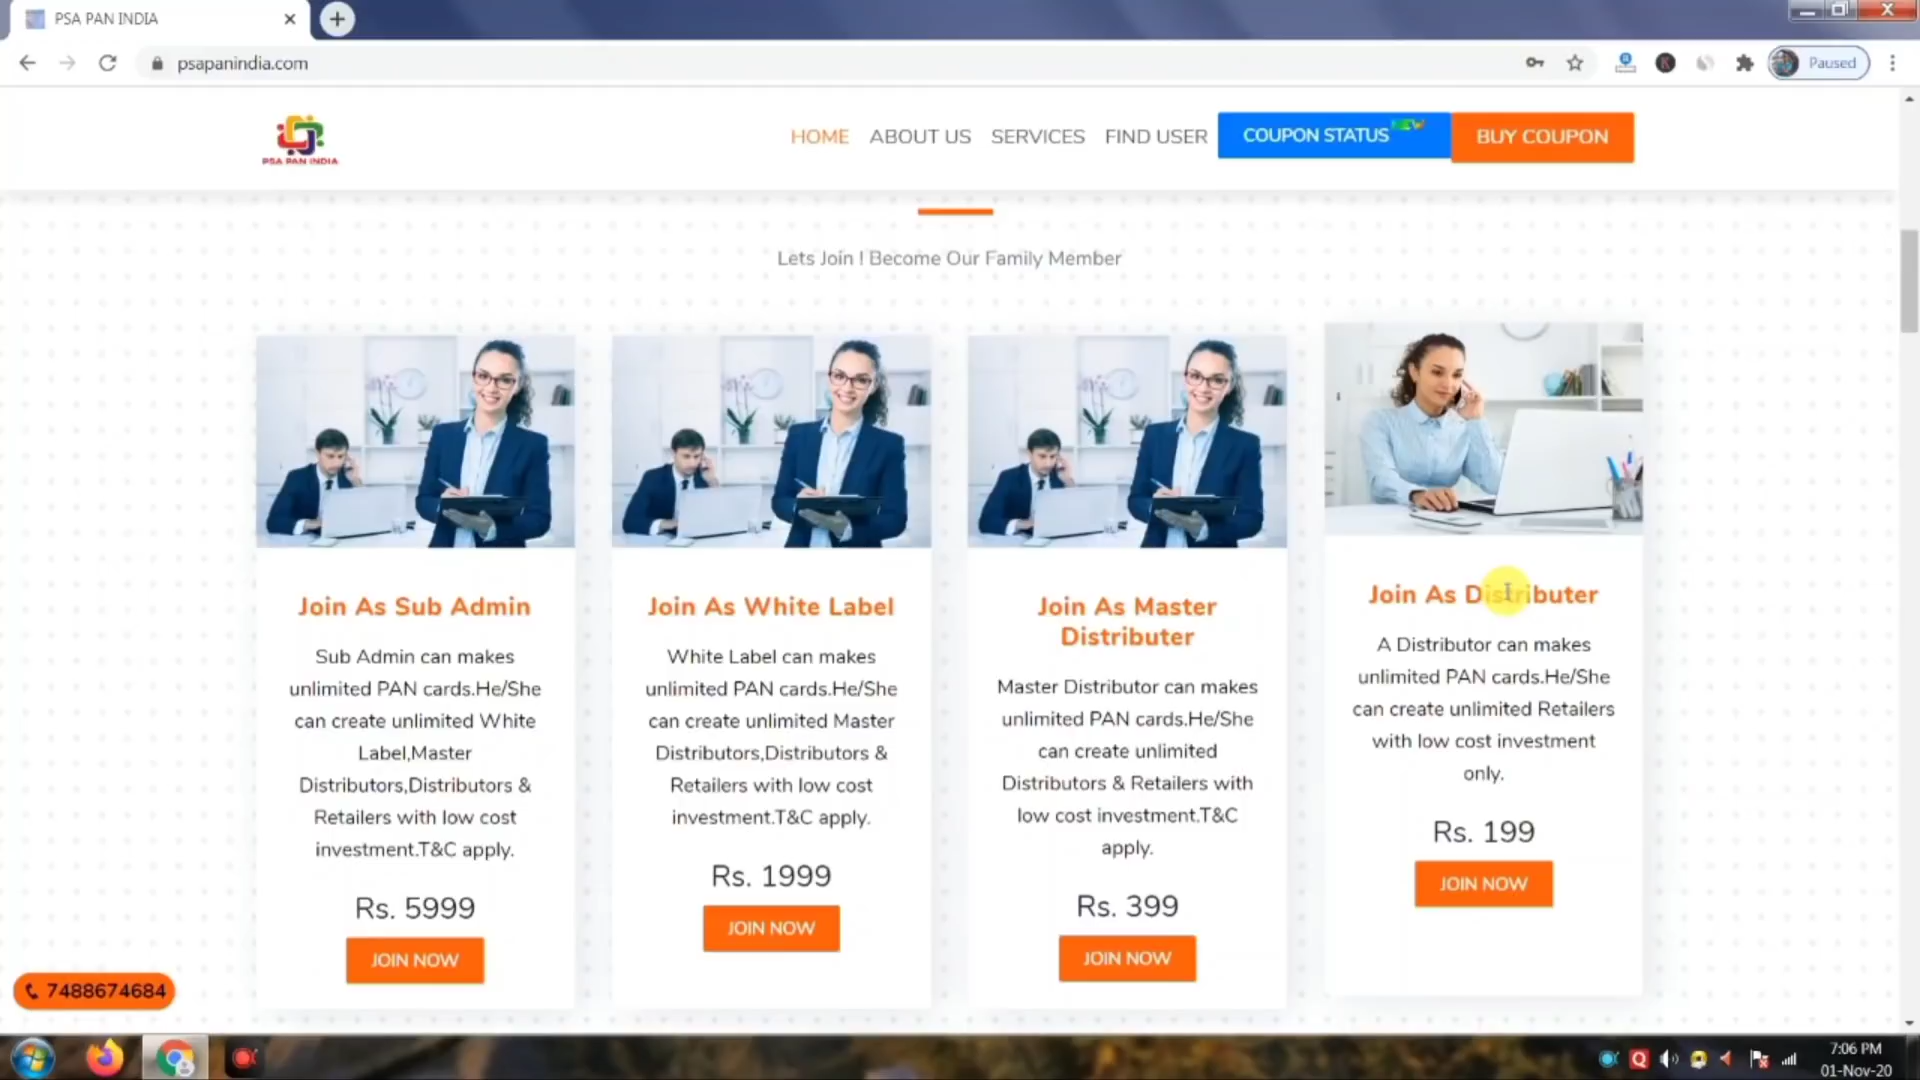 PSA PAN INDIA
psapanindia.com
Paused
PSA PAN INDIA
HOME ABOUT US SERVICES FIND USER COUPON STATUS NEW BUY COUPON
Lets Join ! Become Our Family Member
Join As Sub Admin
Sub Admin can makes
unlimited PAN cards.He/She
can create unlimited White
Label,Master
Distributors,Distributors &
Retailers with low cost
investment.T&C apply.
Rs. 5999
JOIN NOW
Join As White Label
White Label can makes
unlimited PAN cards.He/She
can create unlimited Master
Distributors,Distributors &
Retailers with low cost
investment.T&C apply.
Rs. 1999
JOIN NOW
Join As Master
Distributer
Master Distributor can makes
unlimited PAN cards.He/She
can create unlimited
Distributors & Retailers with
low cost investment.T&C
apply.
Rs. 399
JOIN NOW
Join As Distributer
A Distributor can makes
unlimited PAN cards.He/She
can create unlimited Retailers
with low cost investment
only.
Rs. 199
JOIN NOW
7488674684
7:06 PM
01-Nov-20